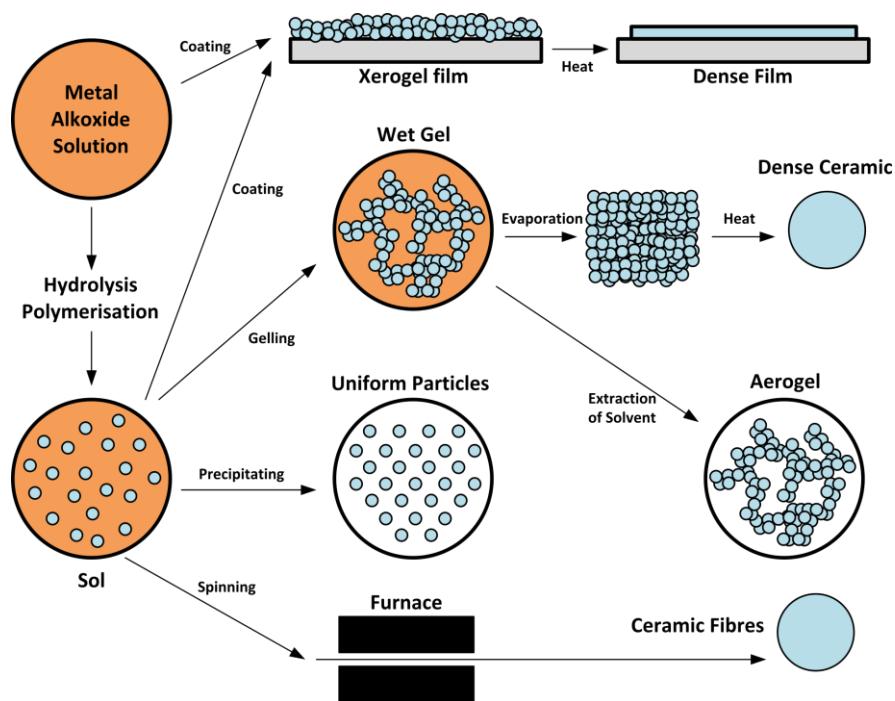 Coating
Xerogel film
Heat
Dense Film
Metal
Alkoxide
Solution
Wet Gel
Coating
Evaporation
Heat
Dense Ceramic
Hydrolysis
Polymerisation
Gelling
Uniform Particles
Extraction
of Solvent
Aerogel
Precipitating
Sol
Spinning
Furnace
Ceramic Fibres